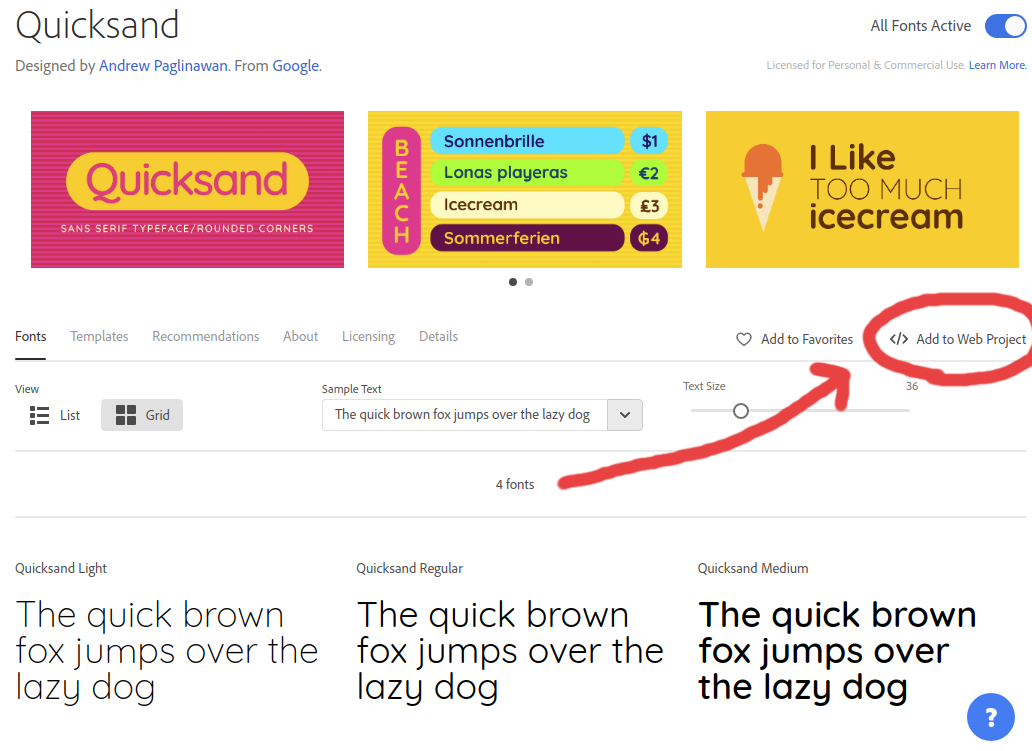 Quicksand
All Fonts Active
Designed by Andrew Paglinawan. From Google.
Licensed for Personal & Commercial Use. Learn More.
Quicksand
SANS SERIF TYPEFACE/ROUNDED CORNERS
BEACH
Sonnenbrille $1
Lonas playeras €2
Icecream £3
Sommerferien ₲4
I Like
TOO MUCH
icecream
Fonts Templates Recommendations About Licensing Details
Add to Favorites
</> Add to Web Project
View
List
Grid
Sample Text
The quick brown fox jumps over the lazy dog
Text Size 36
4 fonts
Quicksand Light
The quick brown
fox jumps over the
lazy dog
Quicksand Regular
The quick brown
fox jumps over the
lazy dog
Quicksand Medium
The quick brown
fox jumps over
the lazy dog
?